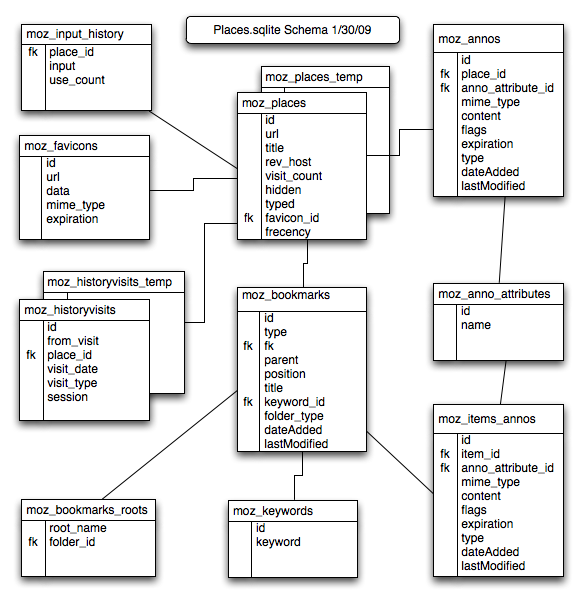 Places.sqlite Schema 1/30/09
moz_input_history
fk place_id
input
use_count
moz_places_temp
moz_places
id
url
title
rev_host
visit_count
hidden
typed
fk favicon_id
frecency
moz_annos
id
fk place_id
fk anno_attribute_id
mime_type
content
flags
expiration
type
dateAdded
lastModified
moz_favicons
id
url
data
mime_type
expiration
moz_historyvisits_temp
moz_historyvisits
id
from_visit
fk place_id
visit_date
visit_type
session
moz_bookmarks
id
type
fk fk
parent
position
title
fk keyword_id
folder_type
dateAdded
lastModified
moz_anno_attributes
id
name
moz_items_annos
id
fk item_id
fk anno_attribute_id
mime_type
content
flags
expiration
type
dateAdded
lastModified
moz_bookmarks_roots
root_name
fk folder_id
moz_keywords
id
keyword